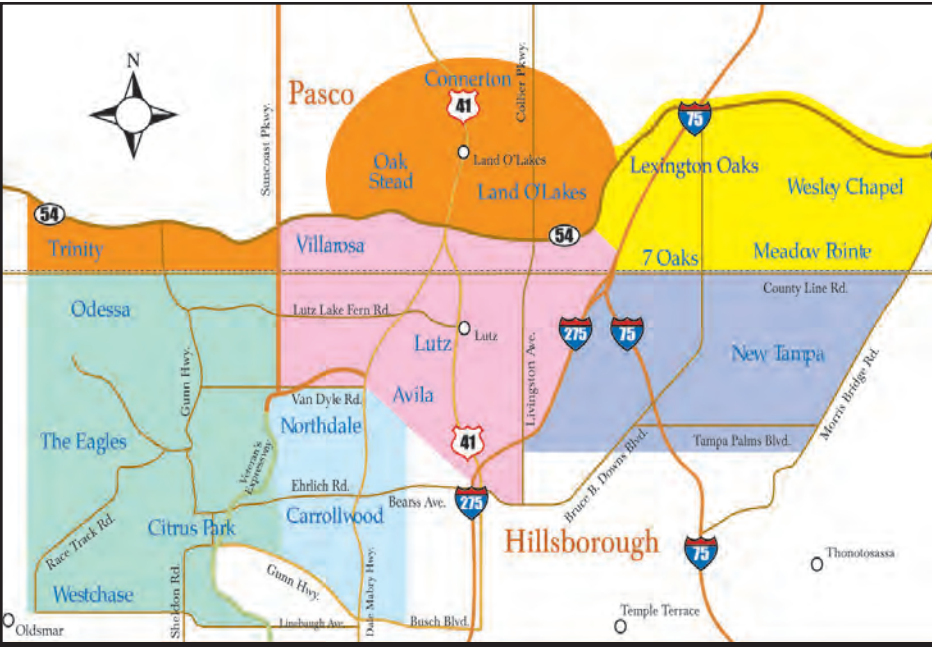 N
Pasco
Suncoast Pkwy.
Connerton
41
Collier Pkwy.
75
Oak
Stead
Land O'Lakes
Land O'Lakes
Lexington Oaks
Wesley Chapel
54
Trinity
Villarosa
54
7 Oaks
Meadow Pointe
County Line Rd.
Odessa
Lutz Lake Fern Rd.
Lutz
Lutz
275
75
New Tampa
Gunn Hwy.
Livingston Ave.
Morris Bridge Rd.
Van Dyle Rd.
Avila
Northdale
The Eagles
Veteran's
Expressway
41
Tampa Palms Blvd.
Bruce B. Downs Blvd.
Ehrlich Rd.
Bearss Ave.
275
Citrus Park
Carrollwood
Hillsborough
75
Race Track Rd.
Thonotosassa
Gunn Hwy.
Westchase
Sheldon Rd.
Dale Mabry Hwy.
Temple Terrace
Oldsmar
Linebaugh Ave.
Busch Blvd.